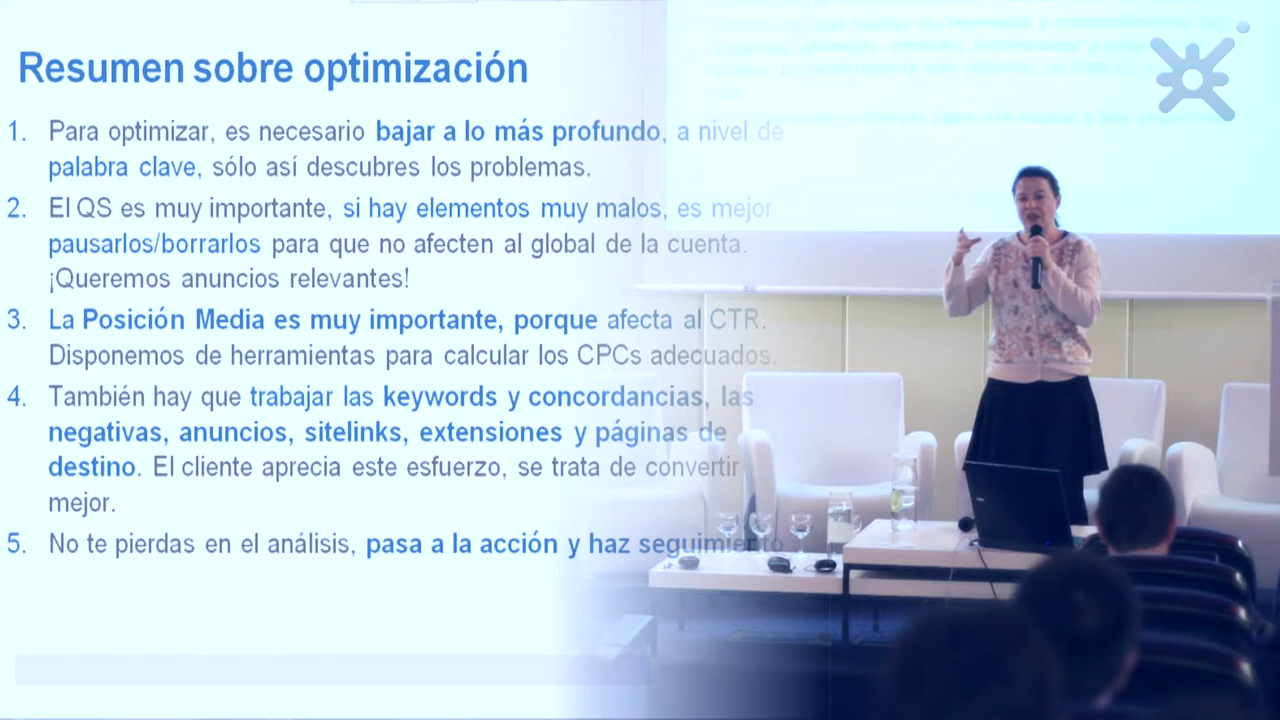 Resumen sobre optimización
1. Para optimizar, es necesario bajar a lo más profundo, a nivel de
palabra clave, sólo así descubres los problemas.
2. El QS es muy importante, si hay elementos muy malos, es mejor
pausarlos/borrarlos para que no afecten al global de la cuenta.
¡Queremos anuncios relevantes!
3. La Posición Media es muy importante, porque afecta al CTR.
Disponemos de herramientas para calcular los CPCs adecuados.
4. También hay que trabajar las keywords y concordancias, las
negativas, anuncios, sitelinks, extensiones y páginas de
destino. El cliente aprecia este esfuerzo, se trata de convertir
mejor.
5. No te pierdas en el análisis, pasa a la acción y haz seguimiento